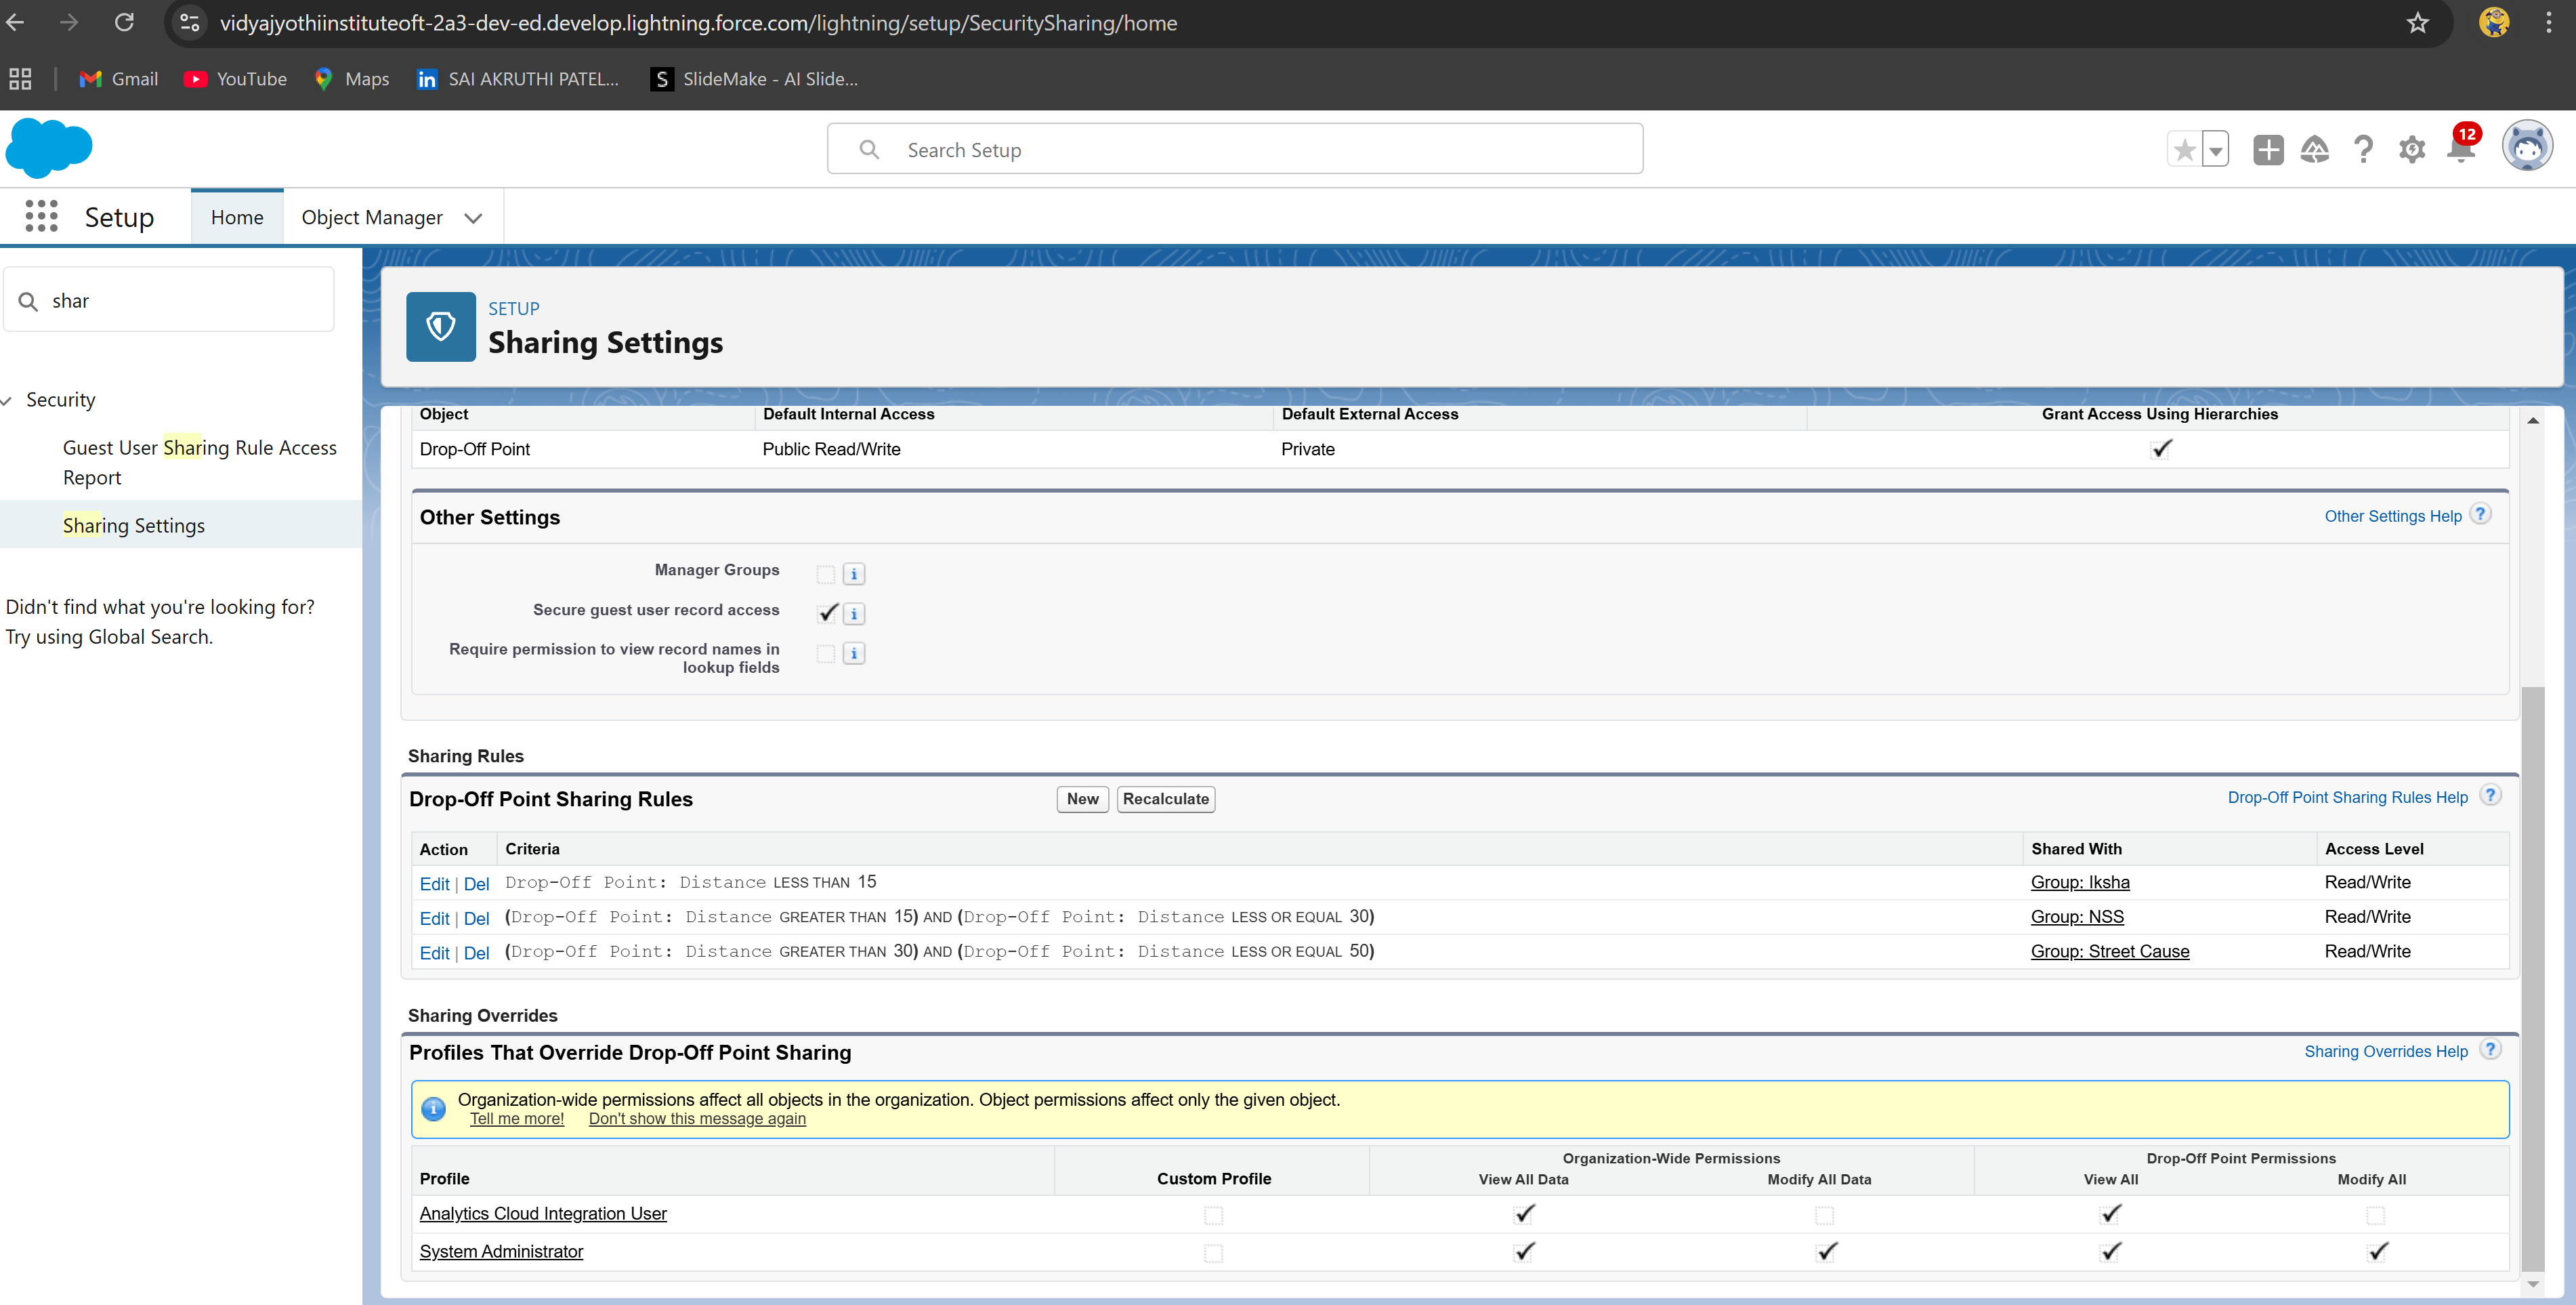 vidyajyothiinstituteoft-2a3-dev-ed.develop.lightning.force.com/lightning/setup/SecuritySharing/home
Gmail YouTube Maps in SAI AKRUTHI PATEL... S SlideMake - AI Slide...
Search Setup
12
Setup Home Object Manager
shar
Security
Guest User Sharing Rule Access
Report
Sharing Settings
Didn't find what you're looking for?
Try using Global Search.
SETUP
Sharing Settings
Object Default Internal Access Default External Access Grant Access Using Hierarchies
Drop-Off Point Public Read/Write Private
Other Settings Other Settings Help ?
Manager Groups i
Secure guest user record access i
Require permission to view record names in
lookup fields i
Sharing Rules
Drop-Off Point Sharing Rules New Recalculate Drop-Off Point Sharing Rules Help ?
Action Criteria Shared With Access Level
Edit | Del Drop-Off Point: Distance LESS THAN 15 Group: Iksha Read/Write
Edit | Del (Drop-Off Point: Distance GREATER THAN 15) AND (Drop-Off Point: Distance LESS OR EQUAL 30) Group: NSS Read/Write
Edit | Del (Drop-Off Point: Distance GREATER THAN 30) AND (Drop-Off Point: Distance LESS OR EQUAL 50) Group: Street Cause Read/Write
Sharing Overrides
Profiles That Override Drop-Off Point Sharing Sharing Overrides Help ?
i Organization-wide permissions affect all objects in the organization. Object permissions affect only the given object.
Tell me more! Don't show this message again
Organization-Wide Permissions Drop-Off Point Permissions
Profile Custom Profile View All Data Modify All Data View All Modify All
Analytics Cloud Integration User
System Administrator